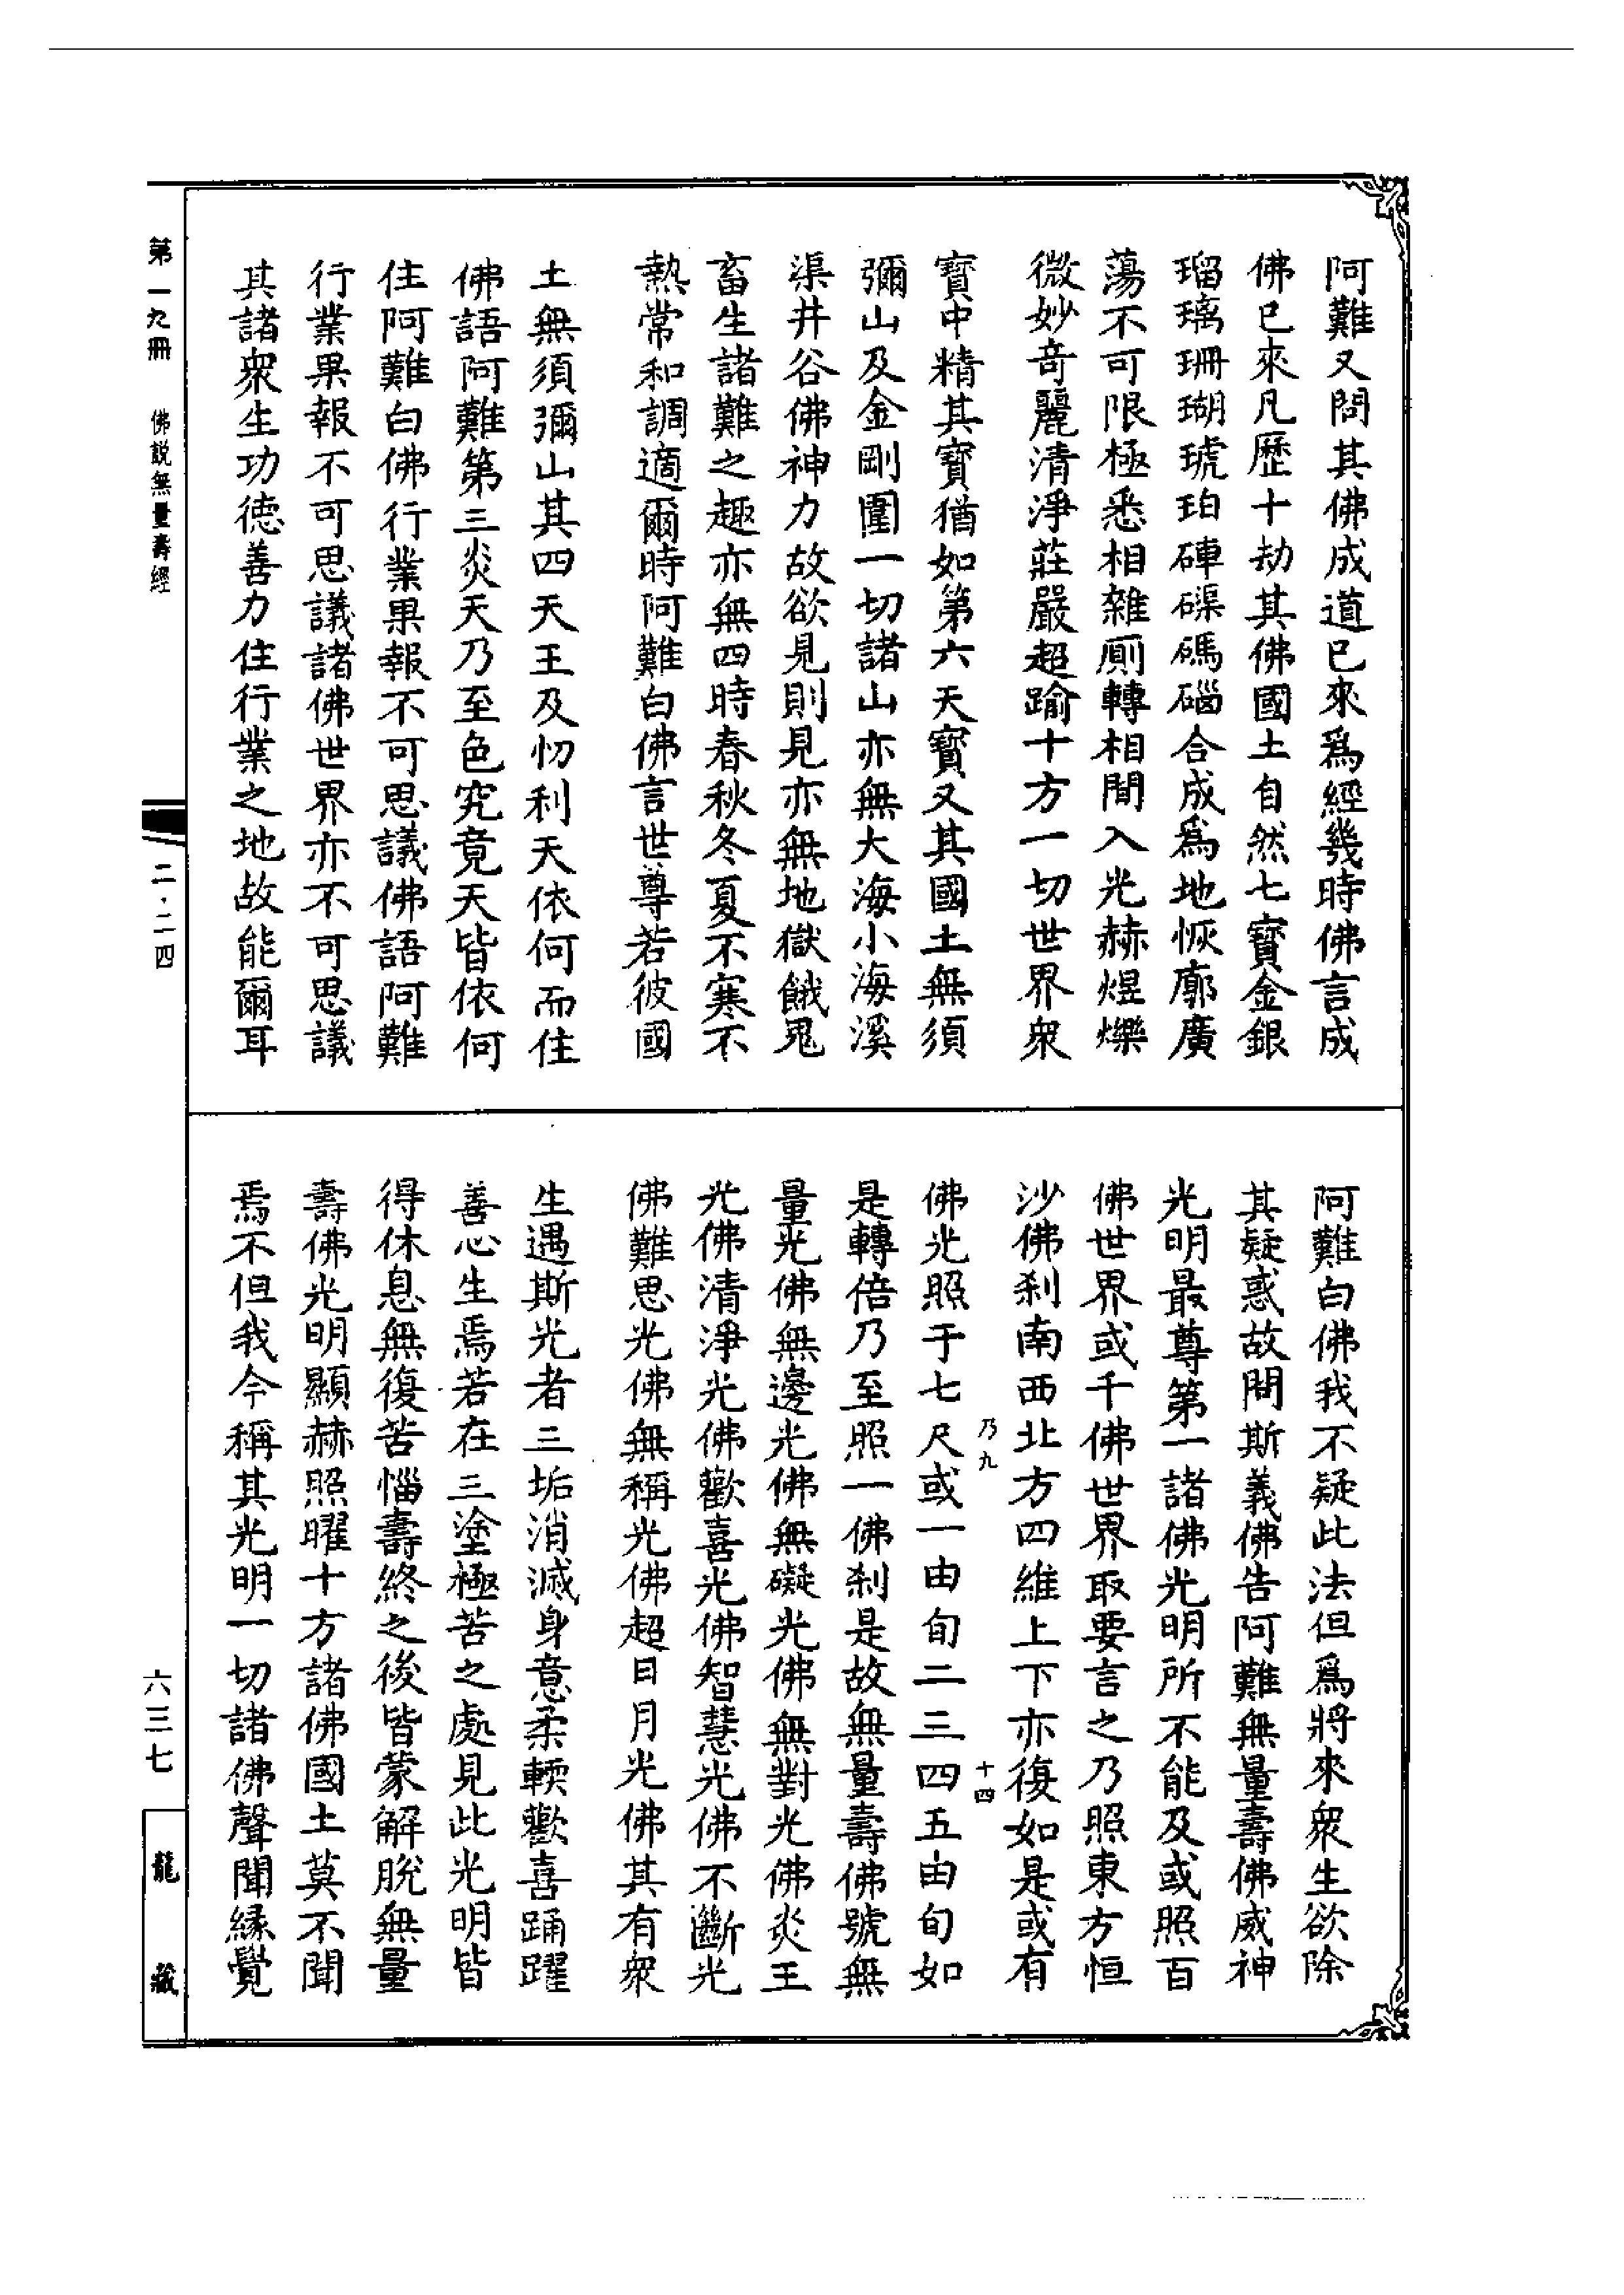 阿難又問其佛成道已來爲經幾時佛言成
佛已來凡歷十劫其佛國土自然七寶金銀
瑠璃珊瑚琥珀硨磲碼碯合成爲地恢廓廣
蕩不可限極悉相雜厠轉相間入光赫煜爍
微妙奇麗清淨莊嚴超踰十方一切世界衆
寶中精其寶猶如第六天寶又其國土無須
彌山及金剛圍一切諸山亦無大海小海溪
渠井谷佛神力故欲見則見亦無地獄餓鬼
畜生諸難之趣亦無四時春秋冬夏不寒不
熱常和調適爾時阿難白佛言世尊若彼國
土無須彌山其四天王及忉利天依何而住
佛語阿難第三炎天乃至色究竟天皆依何
住阿難白佛行業果報不可思議佛語阿難
行業果報不可思議諸佛世界亦不可思議
其諸衆生功德善力住行業之地故能爾耳
阿難白佛我不疑此法但爲將來衆生欲除
其疑惑故問斯義佛告阿難無量壽佛威神
光明最尊第一諸佛光明所不能及或照百
佛世界或千佛世界取要言之乃照東方恒
沙佛刹南西北方四維上下亦復如是或有
乃九
十四
佛光照于七尺或一由旬二三四五由旬如
是轉倍乃至照一佛刹是故無量壽佛號無
量光佛無邊光佛無礙光佛無對光佛炎王
光佛清淨光佛歡喜光佛智慧光佛不斷光
佛難思光佛無稱光佛超日月光佛其有衆
生遇斯光者三垢消滅身意柔輭歡喜踊躍
善心生焉若在三塗極苦之處見此光明皆
得休息無復苦惱壽終之後皆蒙解脫無量
壽佛光明顯赫照曜十方諸佛國土莫不聞
焉不但我今稱其光明一切諸佛聲聞緣覺
第一九冊 佛說無量壽經
二·二四
六三七
龍藏